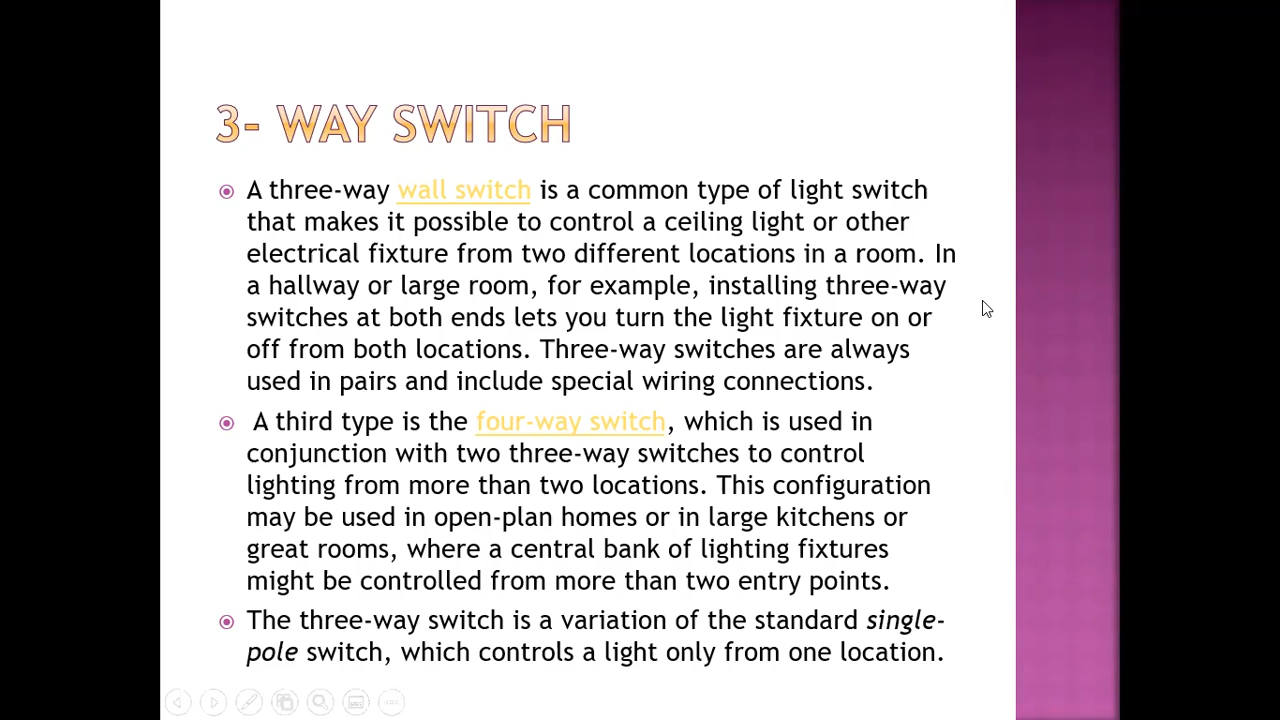 3- WAY SWITCH
A three-way wall switch is a common type of light switch
that makes it possible to control a ceiling light or other
electrical fixture from two different locations in a room. In
a hallway or large room, for example, installing three-way
switches at both ends lets you turn the light fixture on or
off from both locations. Three-way switches are always
used in pairs and include special wiring connections.
A third type is the four-way switch, which is used in
conjunction with two three-way switches to control
lighting from more than two locations. This configuration
may be used in open-plan homes or in large kitchens or
great rooms, where a central bank of lighting fixtures
might be controlled from more than two entry points.
The three-way switch is a variation of the standard single-
pole switch, which controls a light only from one location.